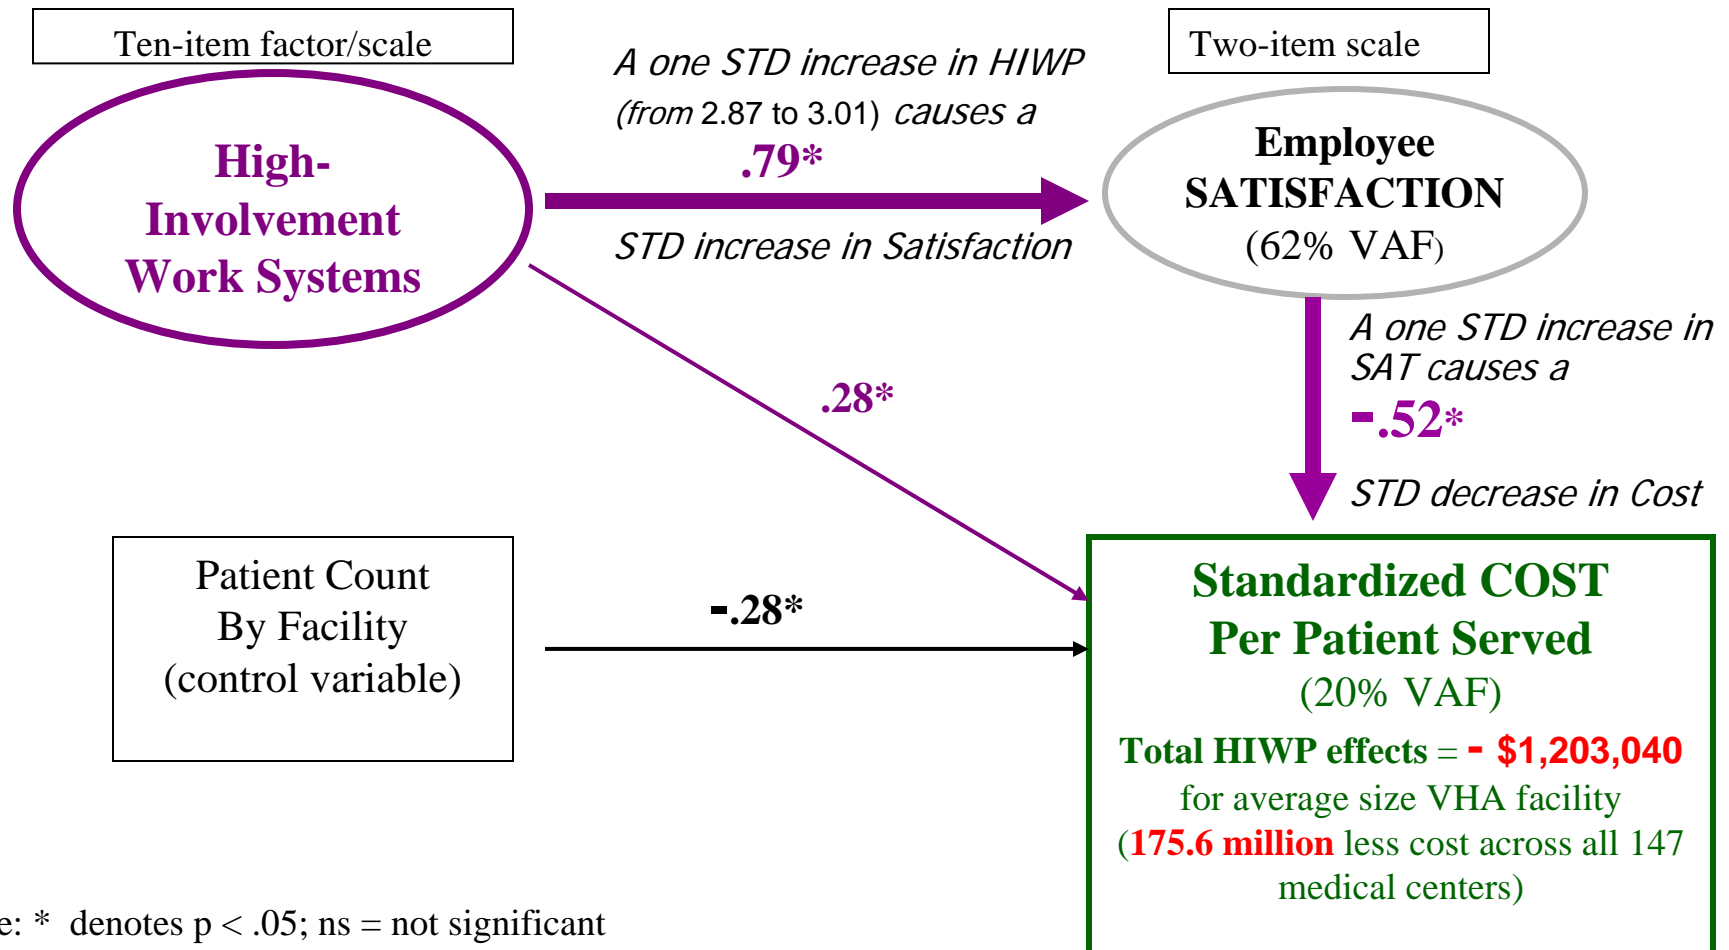 Ten-item factor/scale
A one STD increase in HIWP
(from 2.87 to 3.01) causes a
.79*
STD increase in Satisfaction
Two-item scale
High-
Involvement
Work Systems
Employee
SATISFACTION
(62% VAF)
A one STD increase in
SAT causes a
-.52*
STD decrease in Cost
.28*
Patient Count
By Facility
(control variable)
-.28*
Standardized COST
Per Patient Served
(20% VAF)
Total HIWP effects = - $1,203,040
for average size VHA facility
(175.6 million less cost across all 147
medical centers)
e: * denotes p < .05; ns = not significant